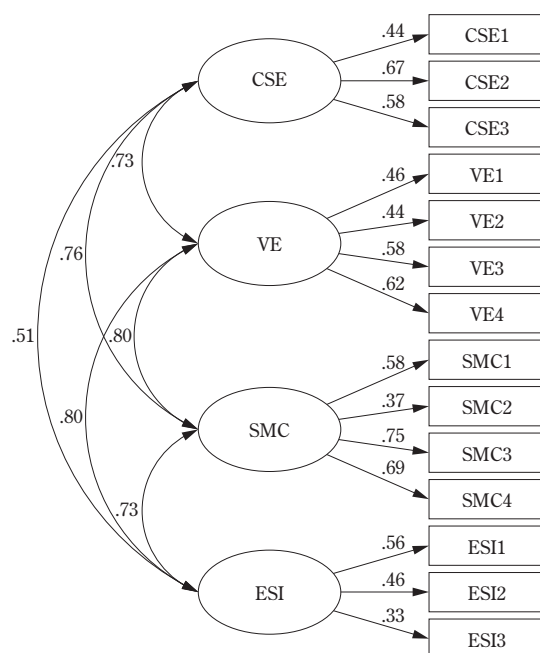 .44
CSE1
CSE
.67
CSE2
.58
CSE3
.73
.46
VE1
.44
VE2
VE
.58
VE3
.76
.62
VE4
.51
.80
.58
SMC1
.80
.37
SMC2
SMC
.75
SMC3
.69
SMC4
.73
.56
ESI1
ESI
.46
ESI2
.33
ESI3